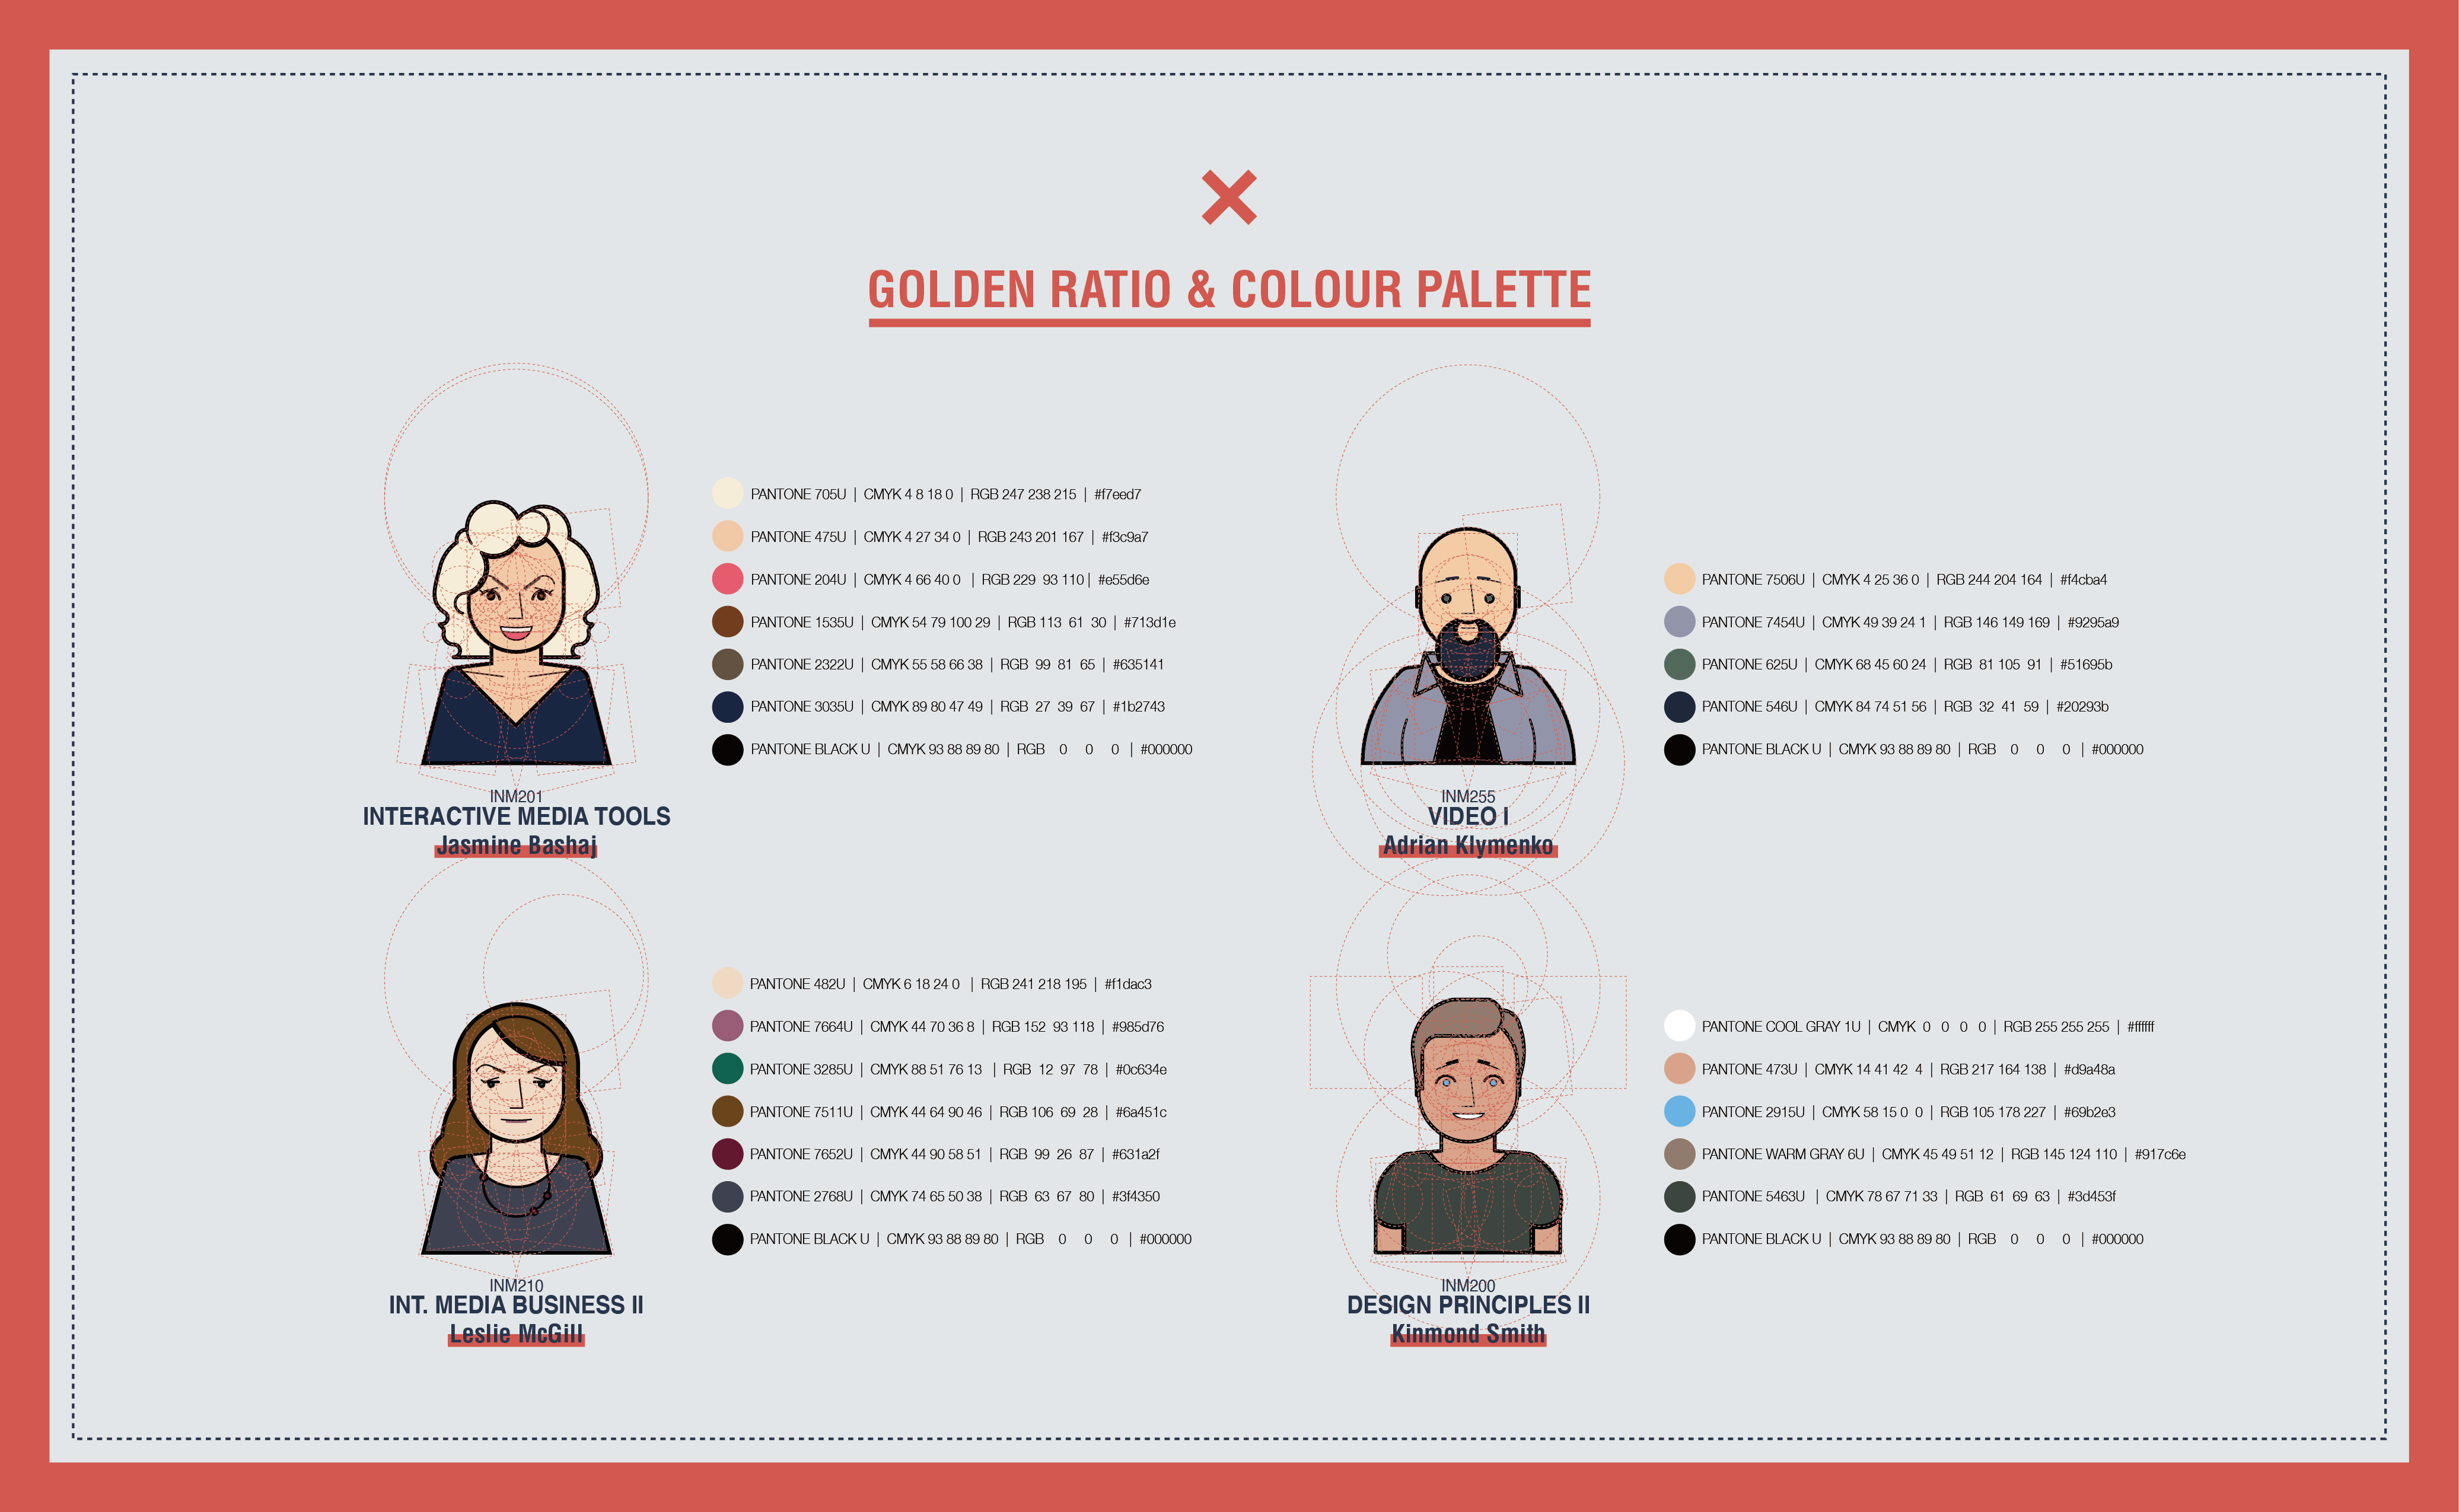 GOLDEN RATIO & COLOUR PALETTE
PANTONE 705U | CMYK 4 8 18 0 | RGB 247 238 215 | #f7eed7
PANTONE 475U | CMYK 4 27 34 0 | RGB 243 201 167 | #f3c9a7
PANTONE 204U | CMYK 4 66 40 0 | RGB 229 93 110 | #e55d6e
PANTONE 1535U | CMYK 54 79 100 29 | RGB 113 61 30 | #713d1e
PANTONE 2322U | CMYK 55 58 66 38 | RGB 99 81 65 | #635141
PANTONE 3035U | CMYK 89 80 47 49 | RGB 27 39 67 | #1b2743
PANTONE BLACK U | CMYK 93 88 89 80 | RGB 0 0 0 | #000000
INM201
INTERACTIVE MEDIA TOOLS
Jasmine Bashaj
PANTONE 7506U | CMYK 4 25 36 0 | RGB 244 204 164 | #f4cba4
PANTONE 7454U | CMYK 49 39 24 1 | RGB 146 149 169 | #9295a9
PANTONE 625U | CMYK 68 45 60 24 | RGB 81 105 91 | #51695b
PANTONE 546U | CMYK 84 74 51 56 | RGB 32 41 59 | #20293b
PANTONE BLACK U | CMYK 93 88 89 80 | RGB 0 0 0 | #000000
INM255
VIDEO I
Adrian Klymenko
PANTONE 482U | CMYK 6 18 24 0 | RGB 241 218 195 | #f1dac3
PANTONE 7664U | CMYK 44 70 36 8 | RGB 152 93 118 | #985d76
PANTONE 3285U | CMYK 88 51 76 13 | RGB 12 97 78 | #0c634e
PANTONE 7511U | CMYK 44 64 90 46 | RGB 106 69 28 | #6a451c
PANTONE 7652U | CMYK 44 90 58 51 | RGB 99 26 87 | #631a2f
PANTONE 2768U | CMYK 74 65 50 38 | RGB 63 67 80 | #3f4350
PANTONE BLACK U | CMYK 93 88 89 80 | RGB 0 0 0 | #000000
INM210
INT. MEDIA BUSINESS II
Leslie McGill
PANTONE COOL GRAY 1U | CMYK 0 0 0 0 | RGB 255 255 255 | #ffffff
PANTONE 473U | CMYK 14 41 42 4 | RGB 217 164 138 | #d9a48a
PANTONE 2915U | CMYK 58 15 0 0 | RGB 105 178 227 | #69b2e3
PANTONE WARM GRAY 6U | CMYK 45 49 51 12 | RGB 145 124 110 | #917c6e
PANTONE 5463U | CMYK 78 67 71 33 | RGB 61 69 63 | #3d453f
PANTONE BLACK U | CMYK 93 88 89 80 | RGB 0 0 0 | #000000
INM200
DESIGN PRINCIPLES II
Kinmond Smith